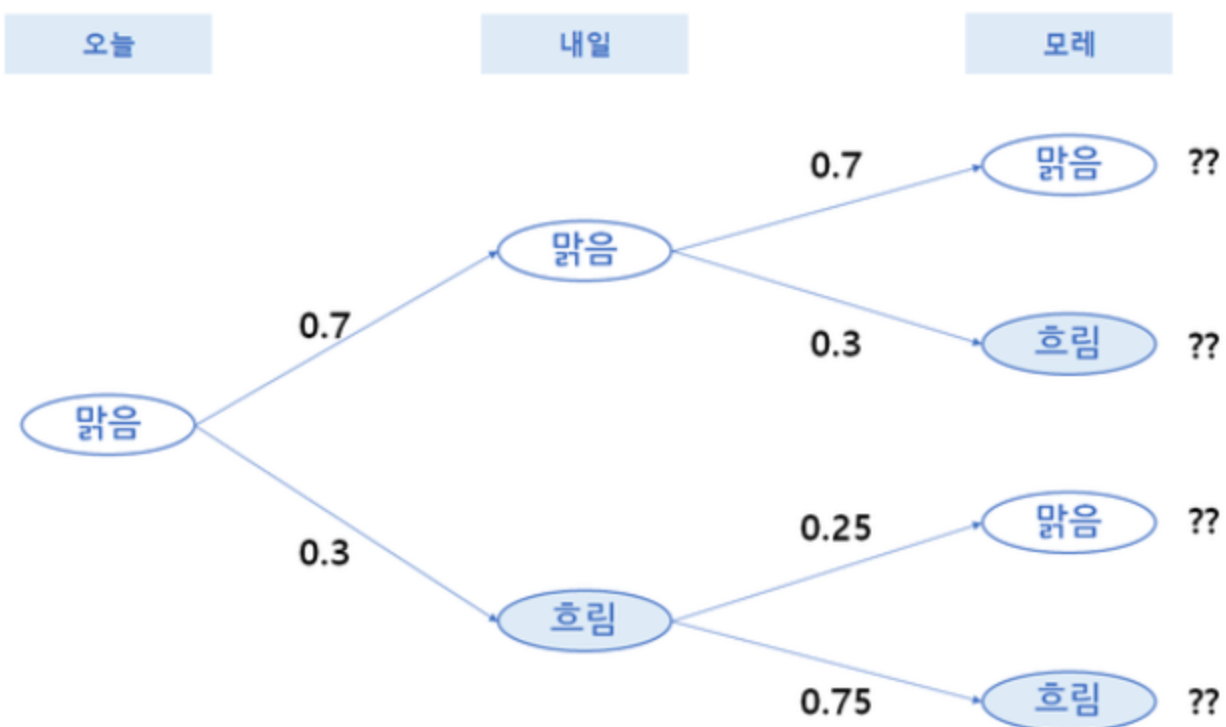 오늘 내일 모레
0.7 맑음 ??
맑음
0.7
0.3 흐림 ??
맑음
0.25 맑음 ??
0.3
흐림
0.75 흐림 ??